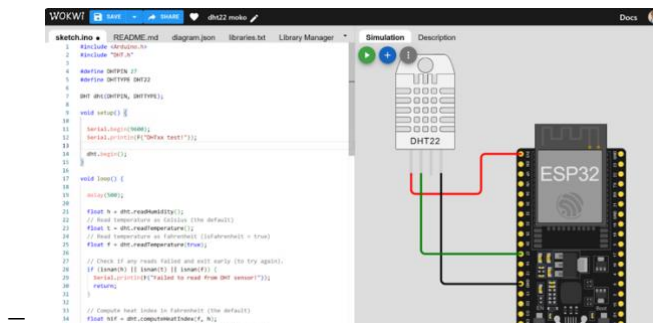 WOKWI SAVE SHARE dht22 moko Docs
sketch.ino README.md diagram.json libraries.txt Library Manager
Simulation Description
1 #include <Arduino.h>
2 #include "DHT.h"
3
4 #define DHTPIN 27
5 #define DHTTYPE DHT22
6
7 DHT dht(DHTPIN, DHTTYPE);
8
9 void setup() {
10
11 Serial.begin(9600);
12 Serial.println(F("DHTxx test!"));
13
14 dht.begin();
15 }
16
17 void loop() {
18
19 delay(500);
20
21 float h = dht.readHumidity();
22 // Read temperature as Celsius (the default)
23 float t = dht.readTemperature();
24 // Read temperature as Fahrenheit (isFahrenheit = true)
25 float f = dht.readTemperature(true);
26
27 // Check if any reads failed and exit early (to try again).
28 if (isnan(h) || isnan(t) || isnan(f)) {
29 Serial.println(F("Failed to read from DHT sensor!"));
30 return;
31 }
32
33 // Compute heat index in Fahrenheit (the default)
34 float hif = dht.computeHeatIndex(f, h);
DHT22
ESP32
EN
Boot